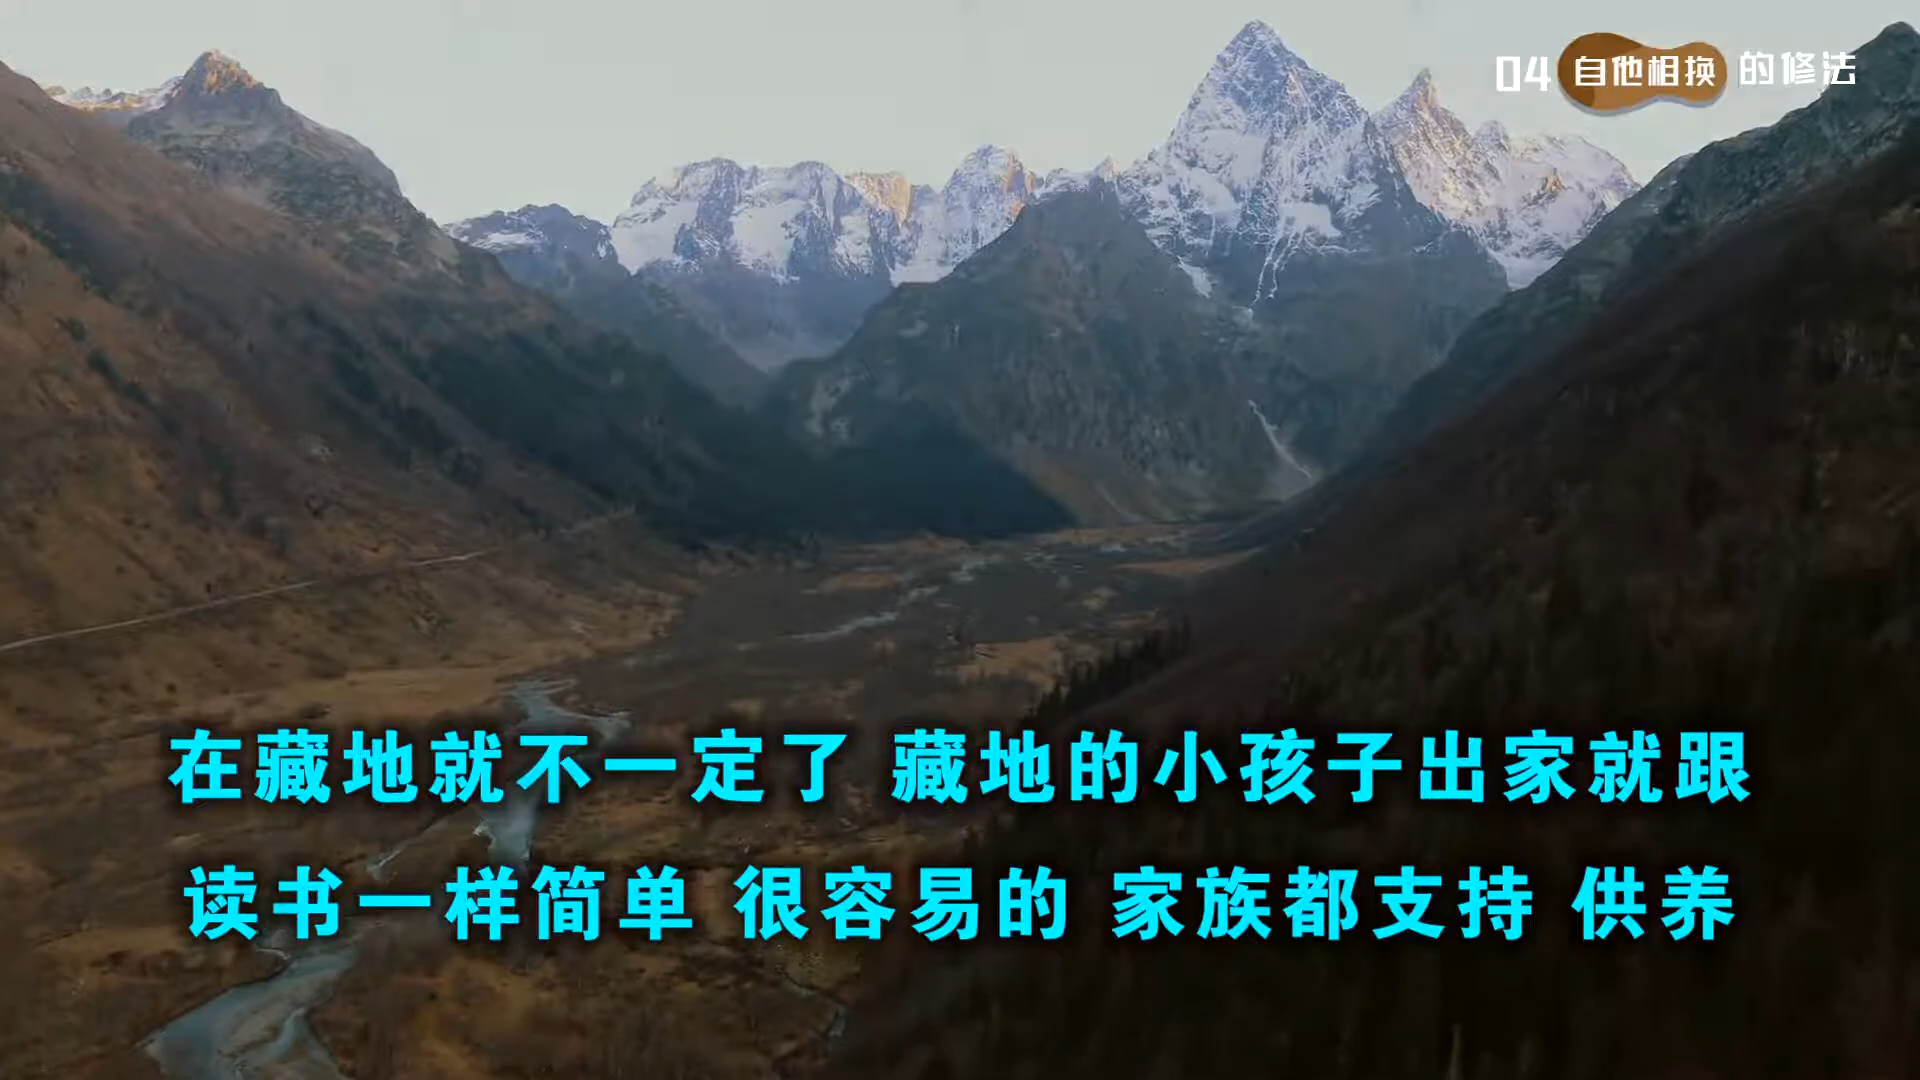 04 自他相换 的修法
在藏地就不一定了 藏地的小孩子出家就跟
读书一样简单 很容易的 家族都支持 供养